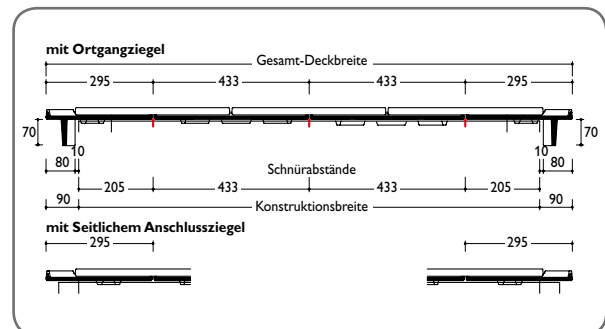 mit Ortgangziegel
Gesamt-Deckbreite
295 433 433 295
70 70
10 10
80 Schnürabstände 80
205 433 433 205
90 Konstruktionsbreite 90
mit Seitlichem Anschlussziegel
295 295